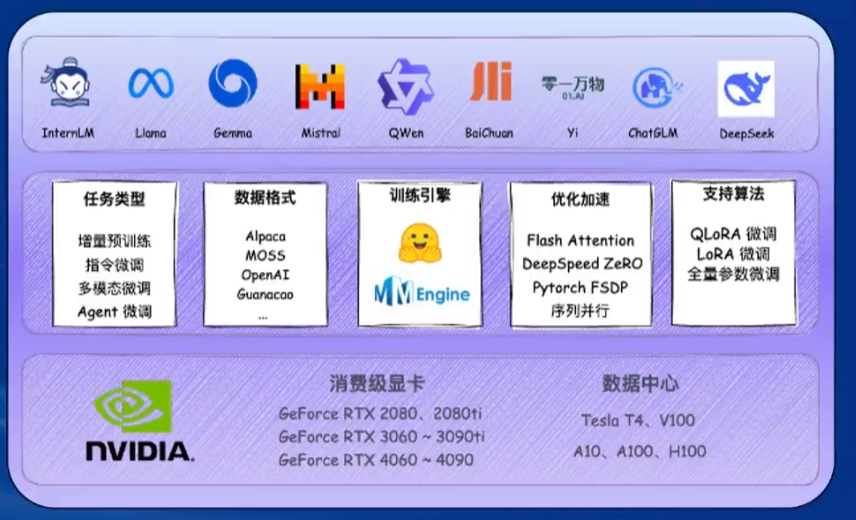 InternLM
Llama
Gemma
Mistral
QWen
BaiChuan
零一万物
01.AI
Yi
ChatGLM
DeepSeek
任务类型
增量预训练
指令微调
多模态微调
Agent 微调
数据格式
Alpaca
MOSS
OpenAI
Guanacao
...
训练引擎
MMEngine
优化加速
Flash Attention
DeepSpeed ZeRO
Pytorch FSDP
序列并行
支持算法
QLoRA 微调
LoRA 微调
全量参数微调
NVIDIA.
消费级显卡
GeForce RTX 2080、2080ti
GeForce RTX 3060 ~ 3090ti
GeForce RTX 4060 ~ 4090
数据中心
Tesla T4、V100
A10、A100、H100